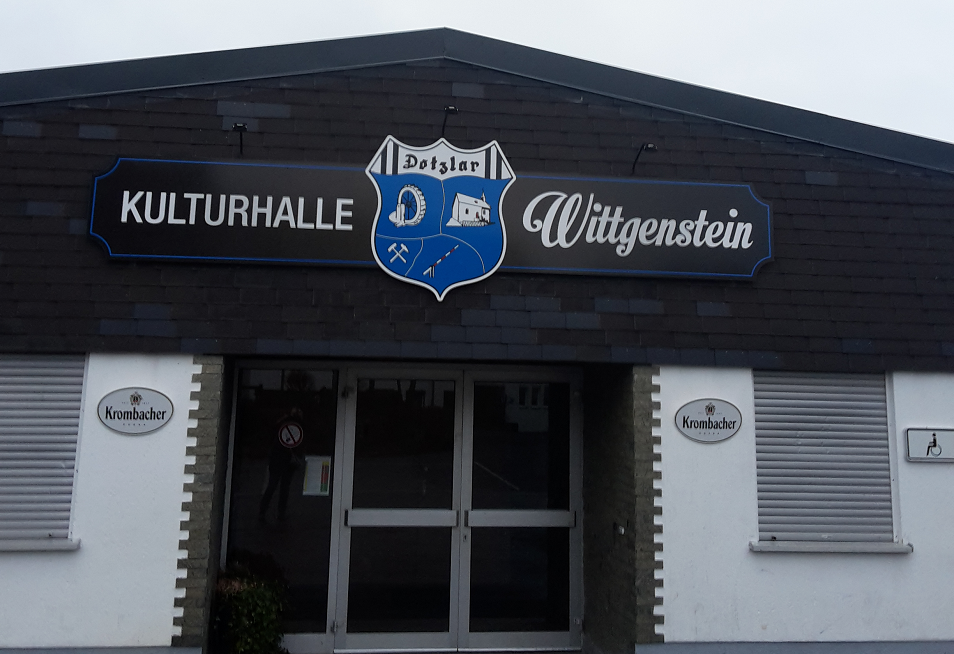 Dotzlar
KULTURHALLE Wittgenstein
Krombacher
Krombacher